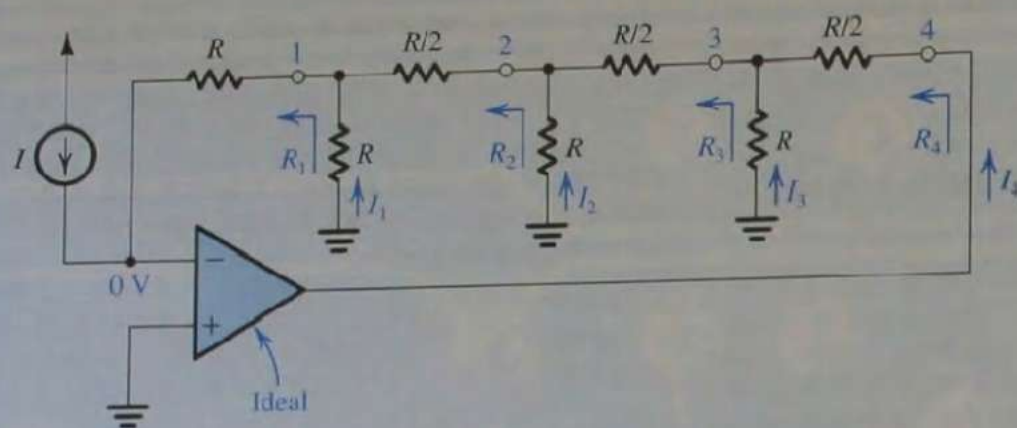 R 1 R/2 2 R/2 3 R/2 4
I R₁ R R₂ R R₃ R R₄
I₁ I₂ I₃
0 V
−
+
Ideal